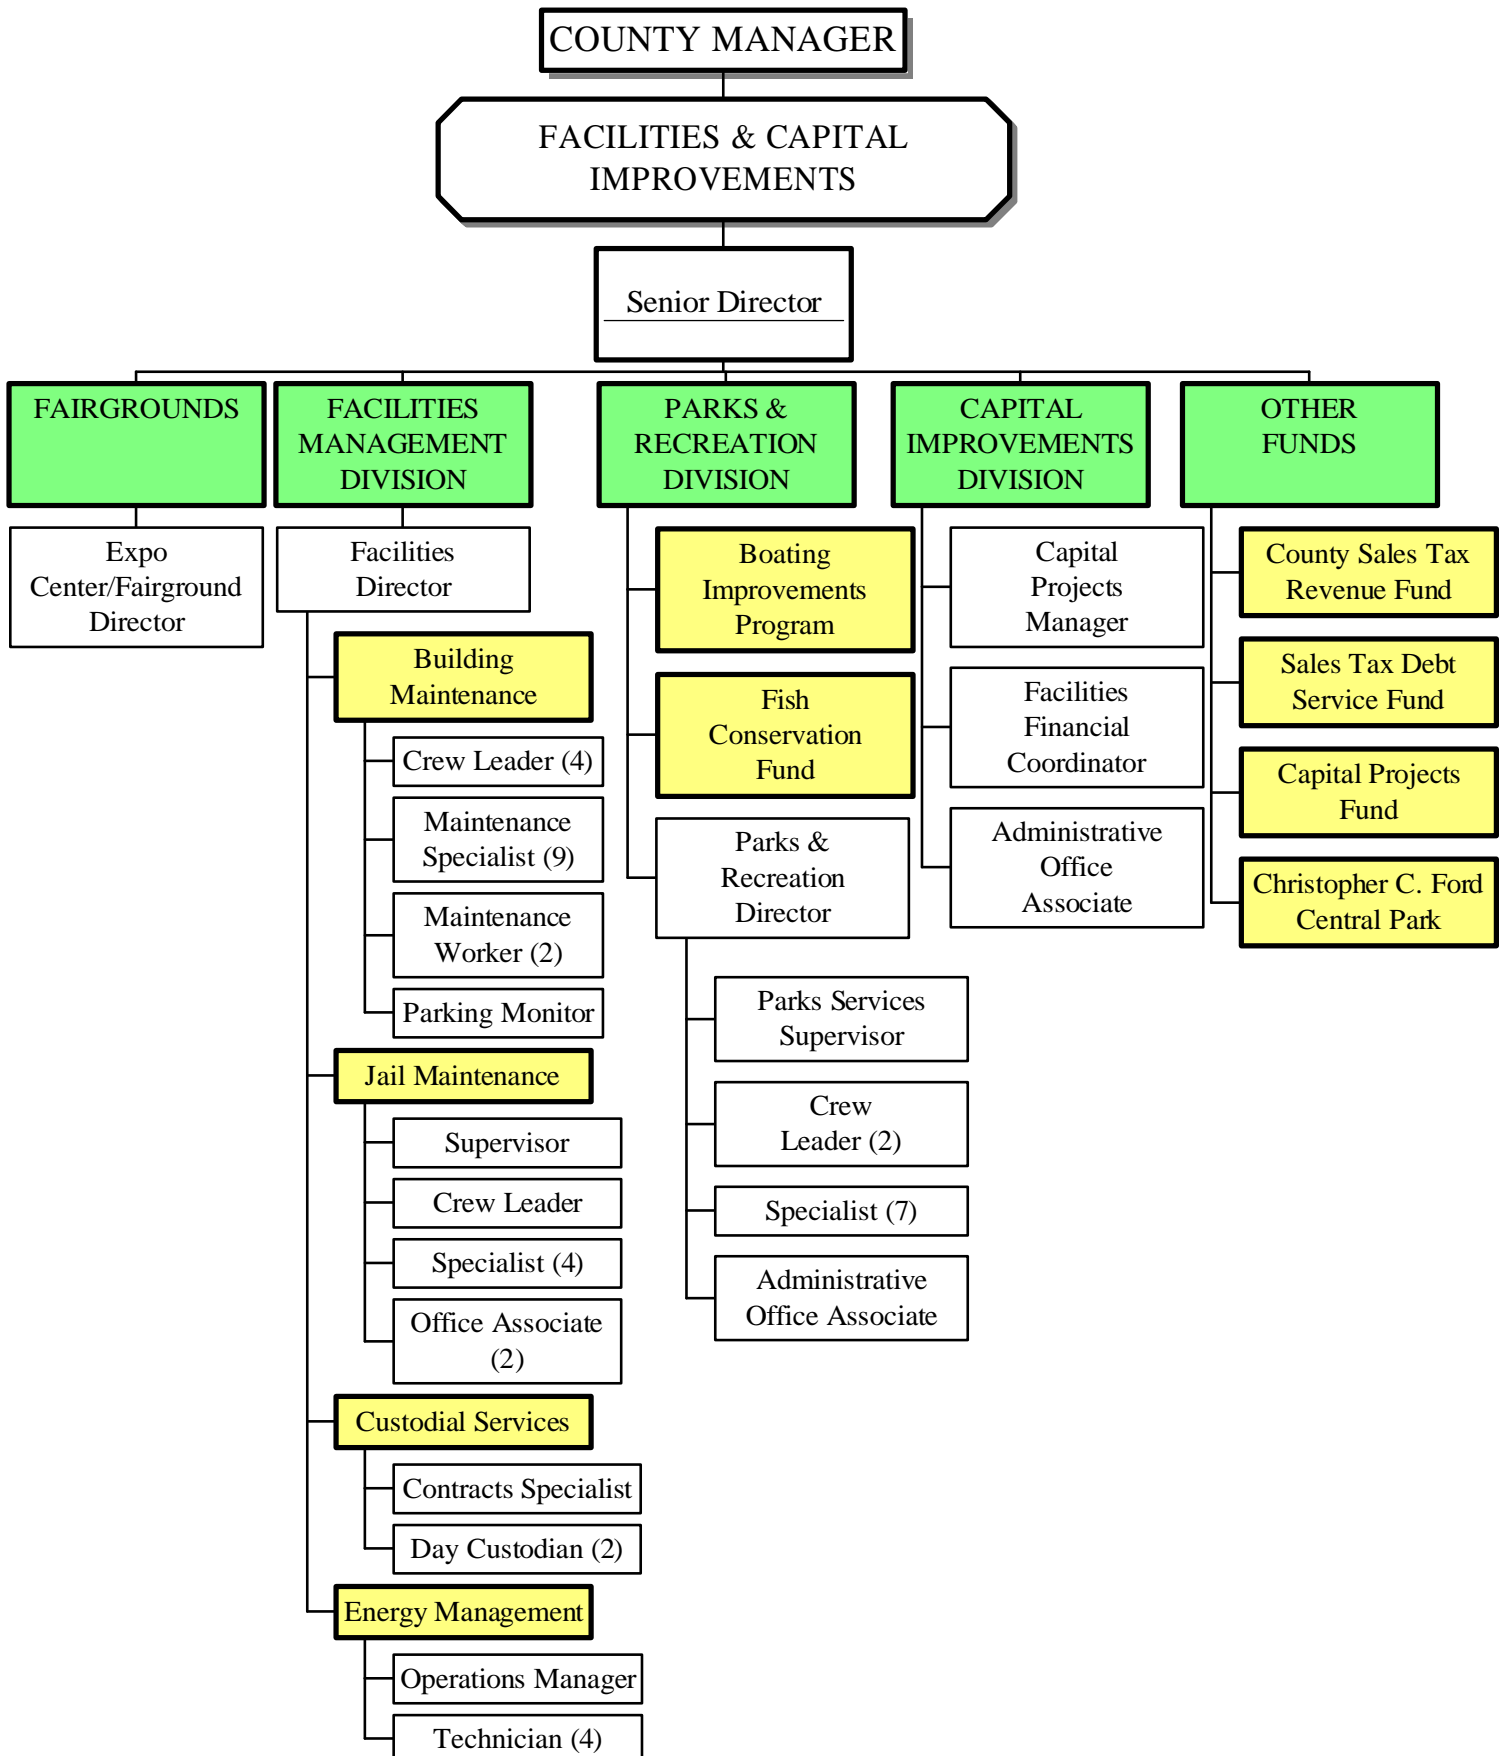 COUNTY MANAGER
FACILITIES & CAPITAL
IMPROVEMENTS
Senior Director
FAIRGROUNDS
FACILITIES
MANAGEMENT
DIVISION
PARKS &
RECREATION
DIVISION
CAPITAL
IMPROVEMENTS
DIVISION
OTHER
FUNDS
Expo
Center/Fairground
Director
Facilities
Director
Building
Maintenance
Crew Leader (4)
Maintenance
Specialist (9)
Maintenance
Worker (2)
Parking Monitor
Jail Maintenance
Supervisor
Crew Leader
Specialist (4)
Office Associate
(2)
Custodial Services
Contracts Specialist
Day Custodian (2)
Energy Management
Operations Manager
Technician (4)
Boating
Improvements
Program
Fish
Conservation
Fund
Parks &
Recreation
Director
Parks Services
Supervisor
Crew
Leader (2)
Specialist (7)
Administrative
Office Associate
Capital
Projects
Manager
Facilities
Financial
Coordinator
Administrative
Office
Associate
County Sales Tax
Revenue Fund
Sales Tax Debt
Service Fund
Capital Projects
Fund
Christopher C. Ford
Central Park